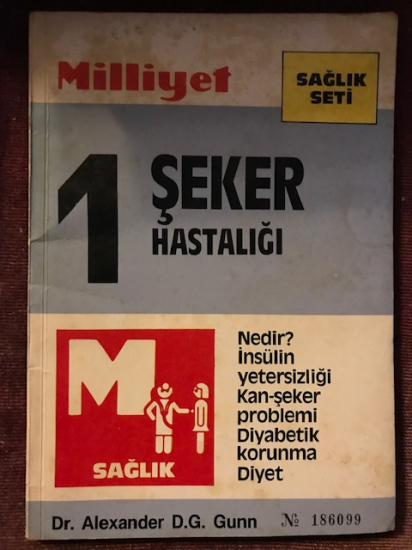 Milliyet
SAĞLIK
SETİ
1
ŞEKER
HASTALIĞI
M
SAĞLIK
Nedir?
İnsülin
yetersizliği
Kan-şeker
problemi
Diyabetik
korunma
Diyet
Dr. Alexander D.G. Gunn
№ 186099